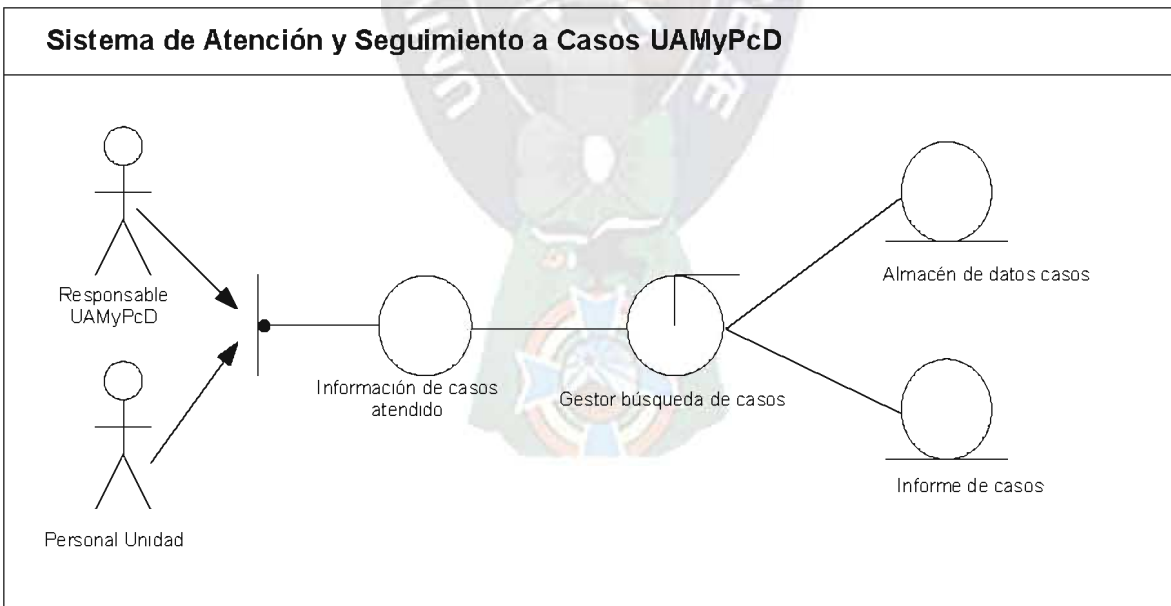 Sistema de Atención y Seguimiento a Casos UAMyPcD
Responsable
UAMyPcD
Personal Unidad
Información de casos
atendido
Gestor búsqueda de casos
Almacén de datos casos
Informe de casos